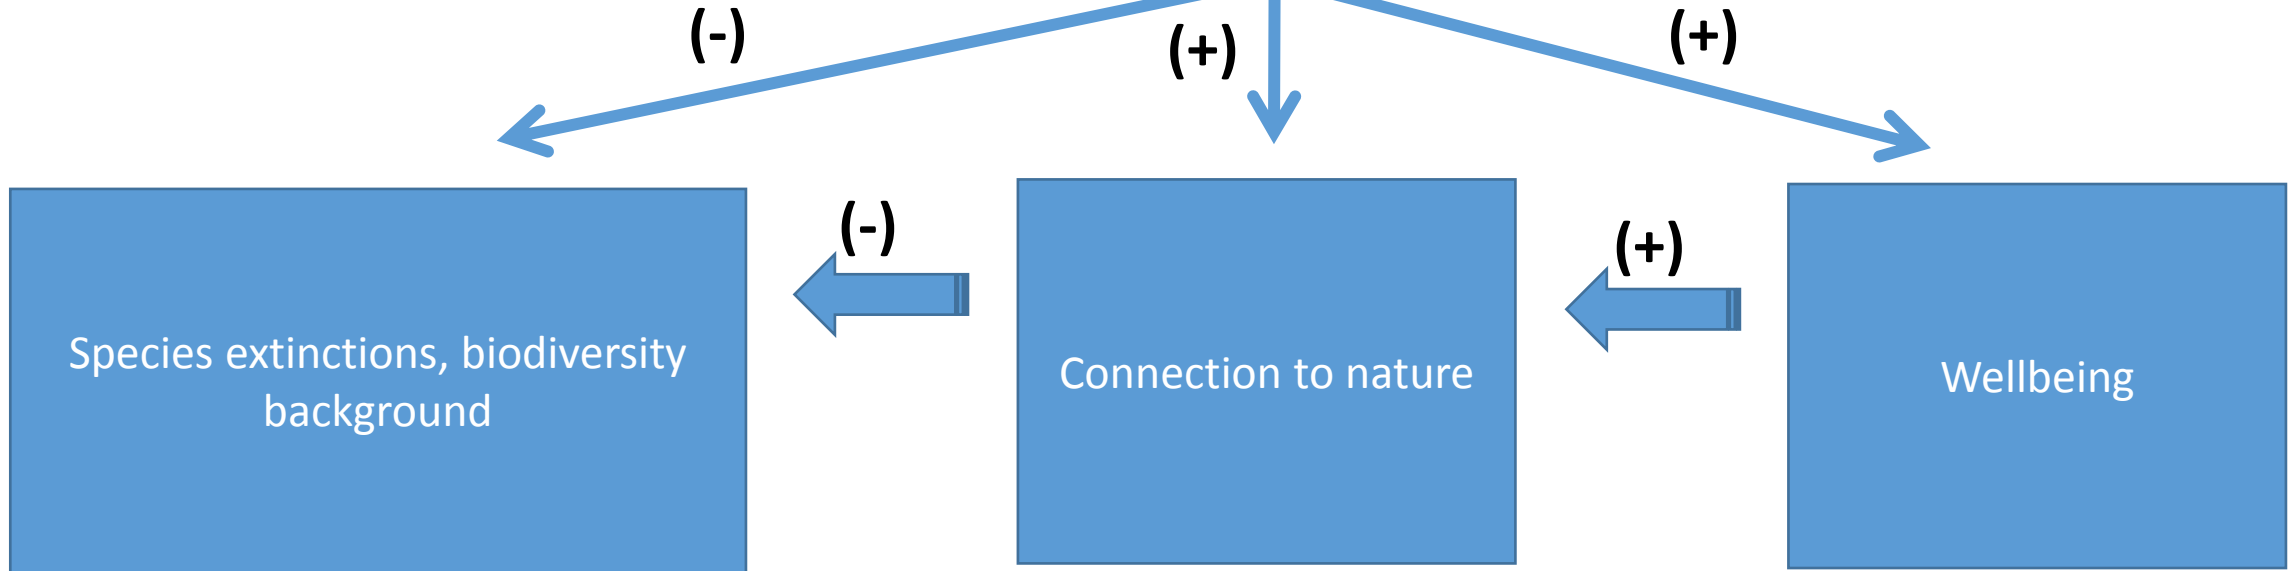 (-)
(+)
(+)
(-)
(+)
Species extinctions, biodiversity
background
Connection to nature
Wellbeing